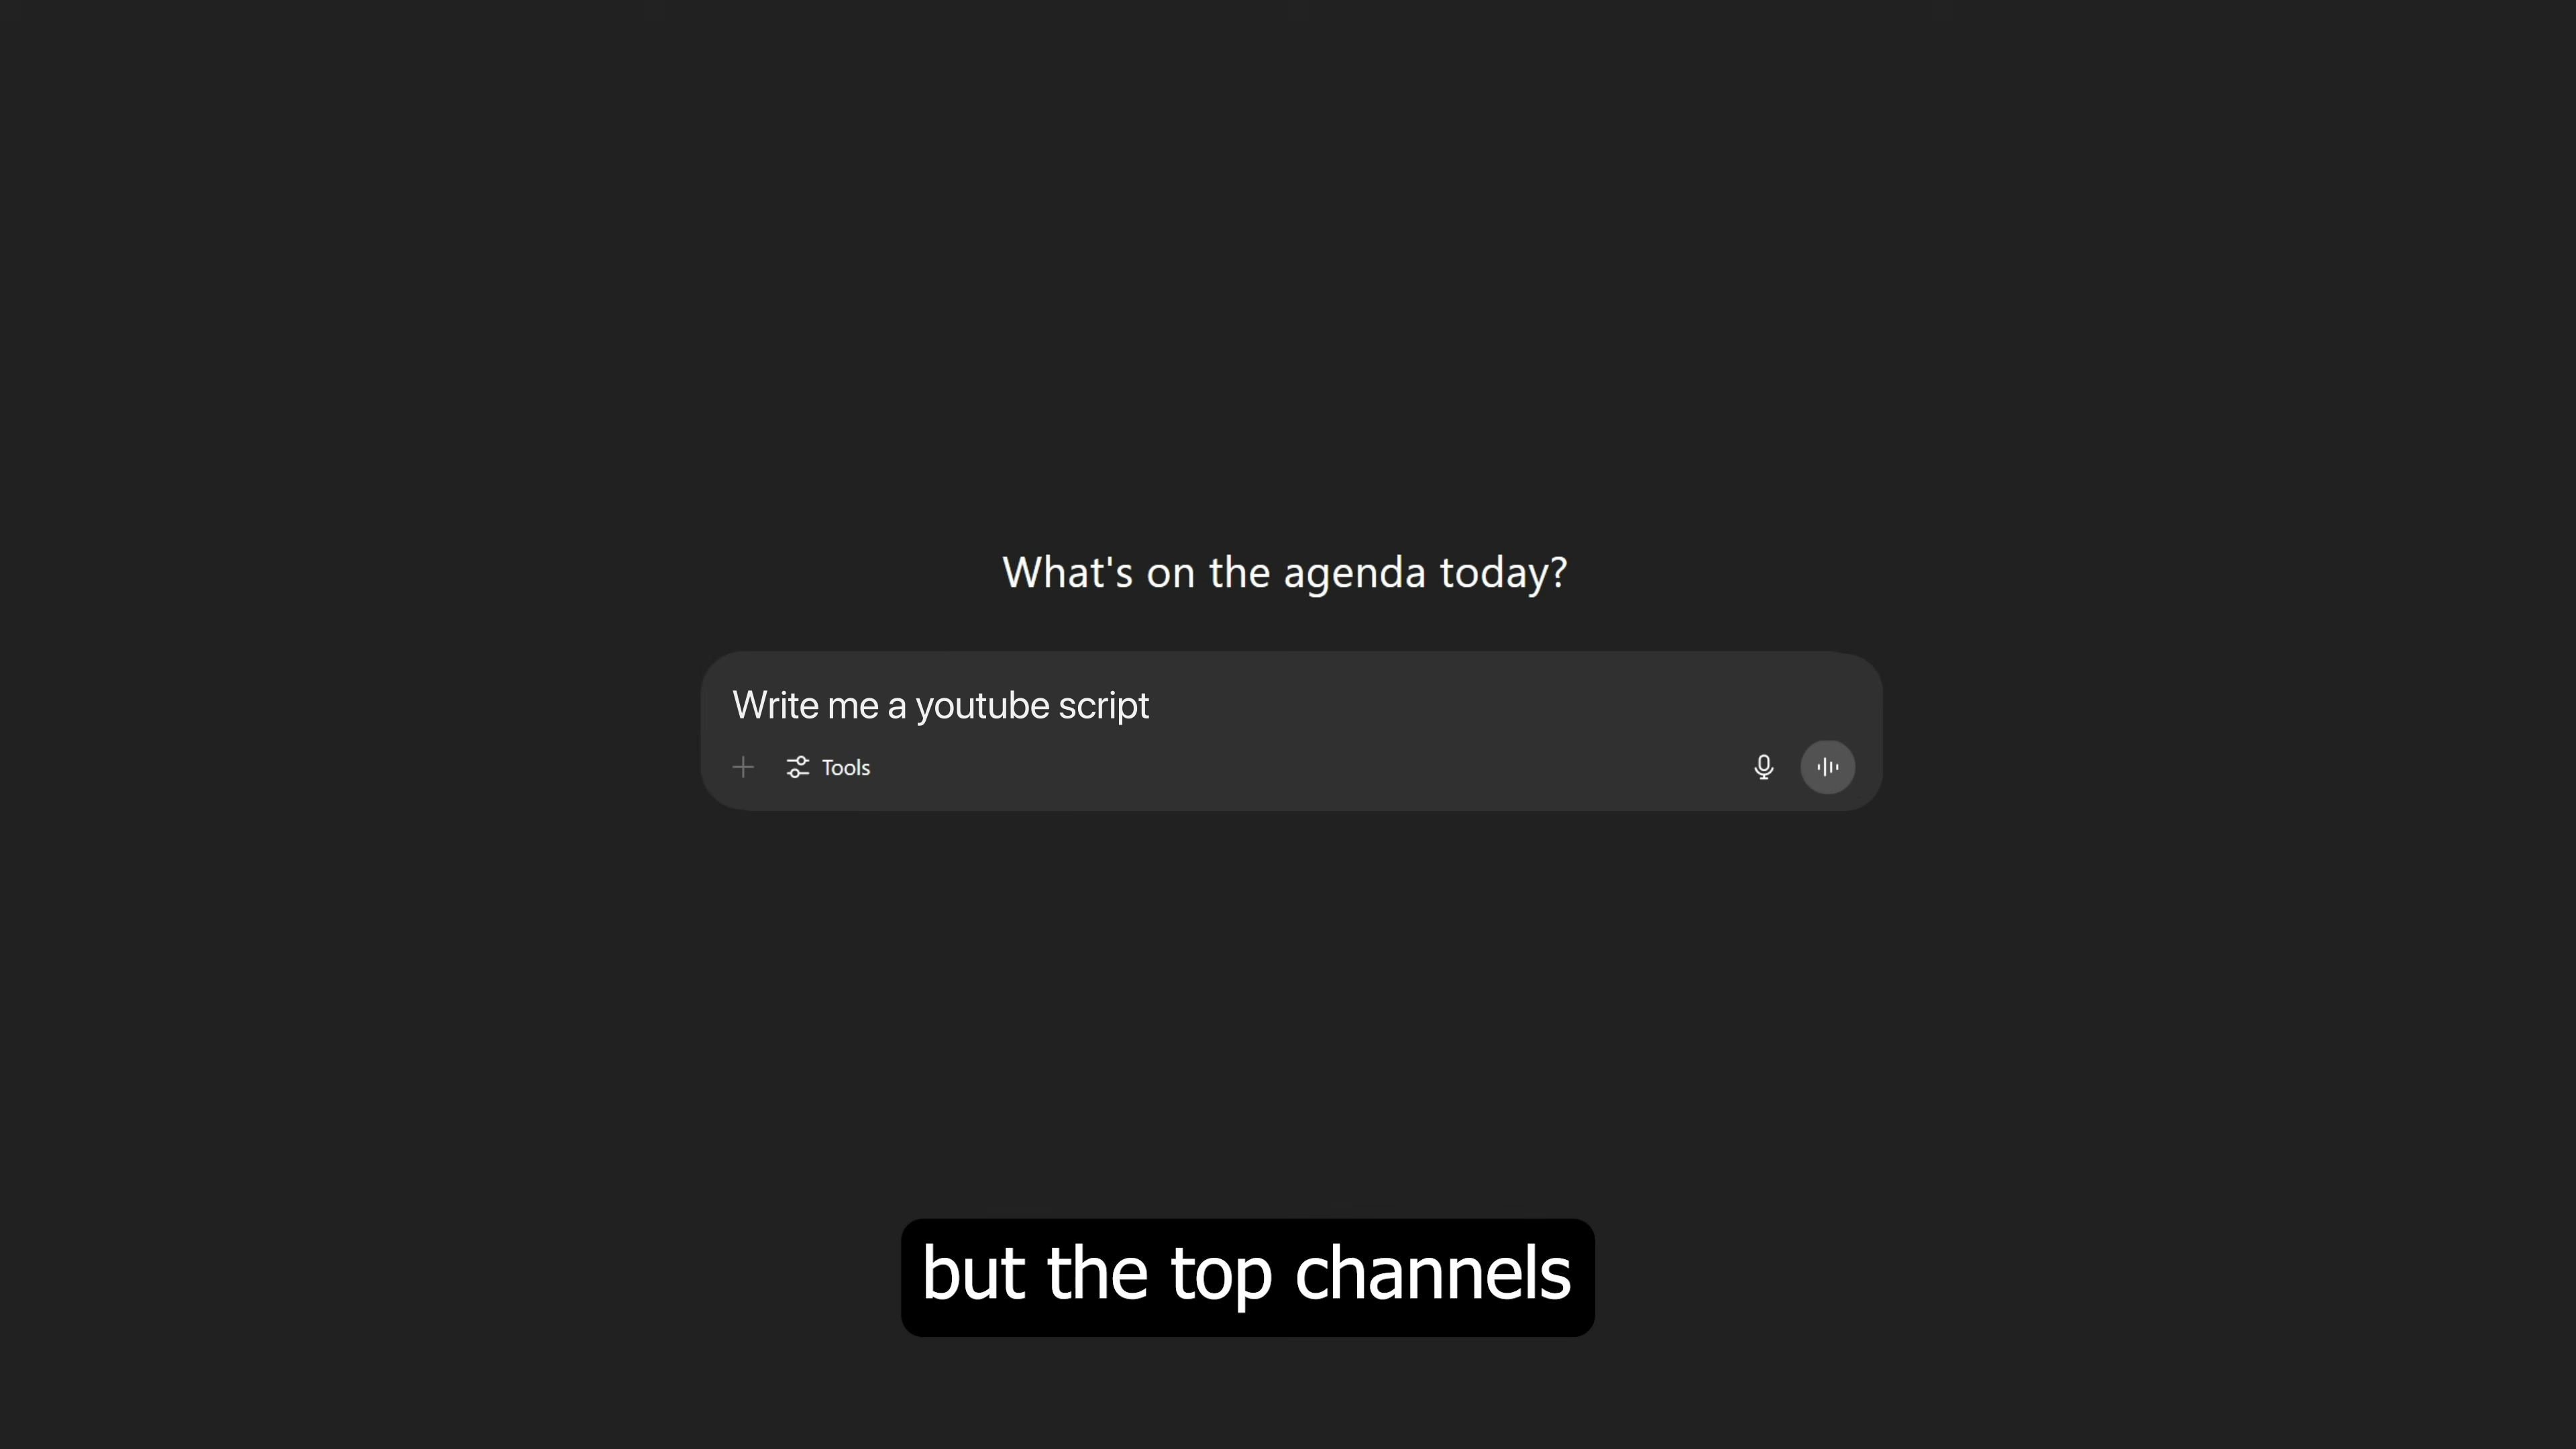 What's on the agenda today?
Write me a youtube script
Tools
but the top channels